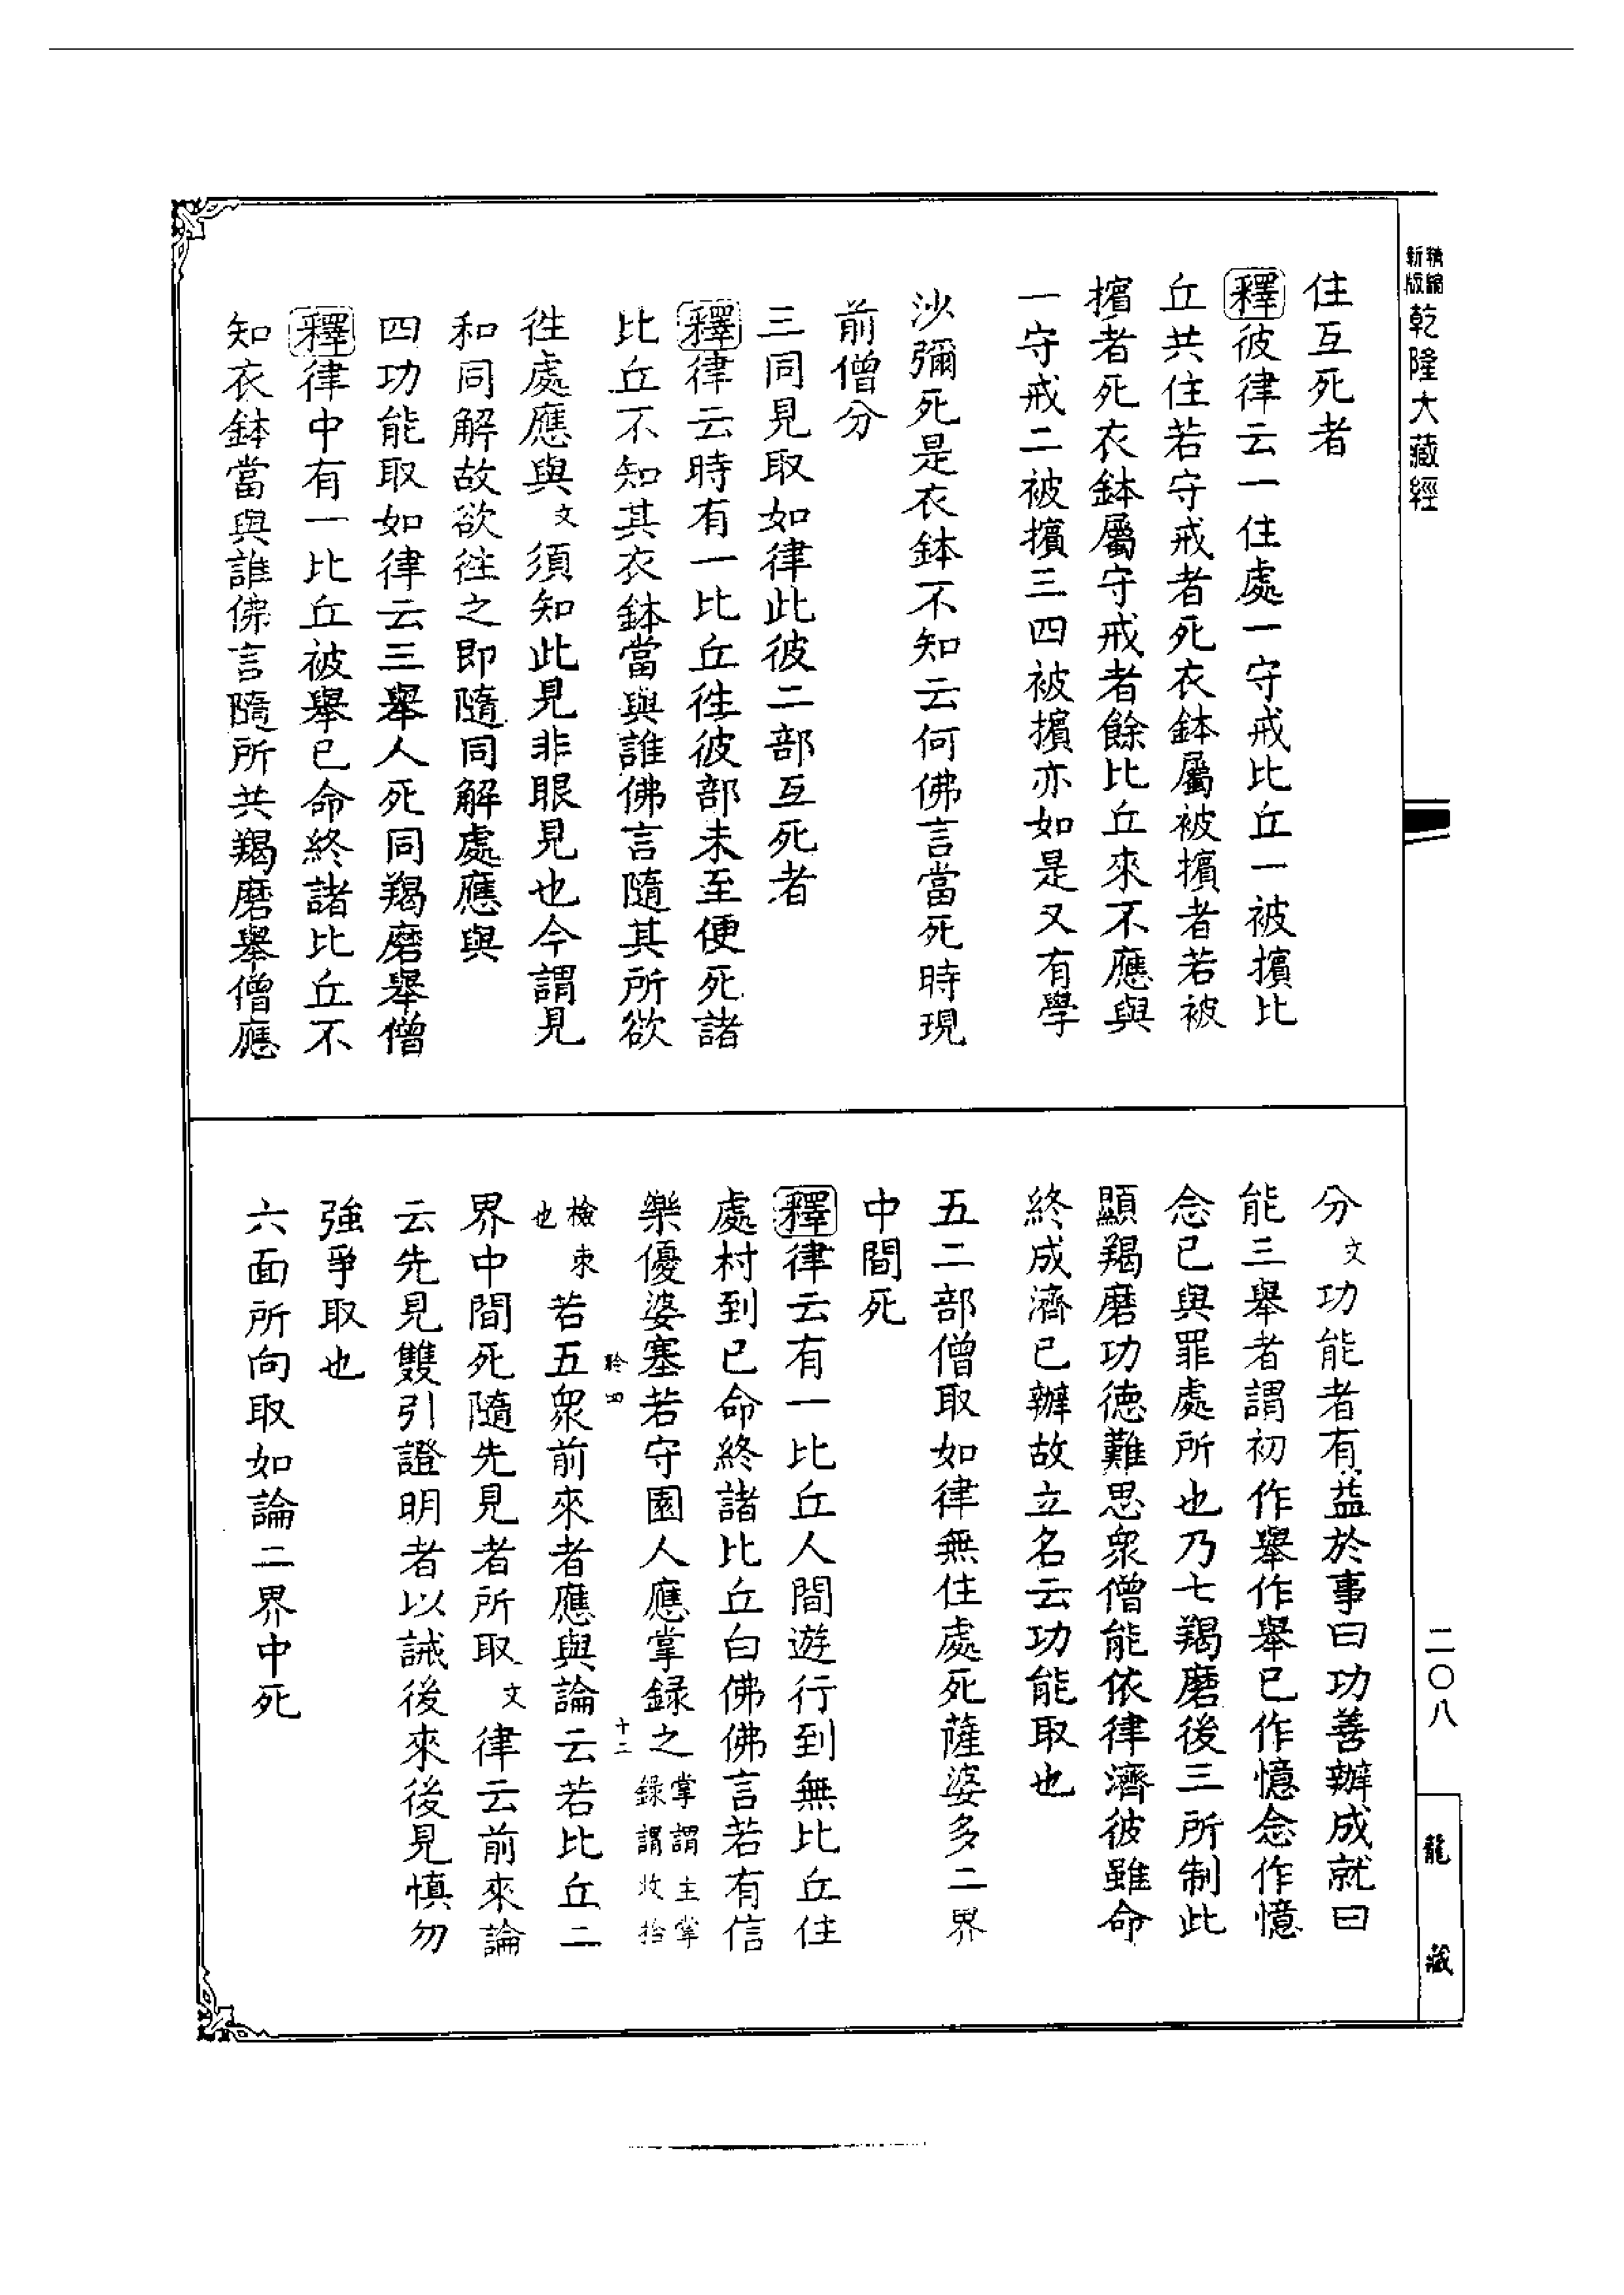 精縮新版乾隆大藏經
住互死者
釋彼律云一住處一守戒比丘一被擯比
丘共住若守戒者死衣鉢屬被擯者若被
擯者死衣鉢屬守戒者餘比丘來不應與
一守戒二被擯三四被擯亦如是又有學
沙彌死是衣鉢不知云何佛言當死時現
前僧分
三同見取如律此彼二部互死者
釋律云時有一比丘徃彼部未至便死諸
比丘不知其衣鉢當與誰佛言隨其所欲
徃處應與文須知此見非眼見也今謂見
和同解故欲徃之即隨同解處應與
四功能取如律云三舉人死同羯磨舉僧
釋律中有一比丘被舉已命終諸比丘不
知衣鉢當與誰佛言隨所共羯磨舉僧應
分文功能者有益於事曰功善辦成就曰
能三舉者謂初作舉作舉已作憶念作憶
念已與罪處所也乃七羯磨後三所制此
顯羯磨功德難思眾僧能依律濟彼雖命
終成濟已辦故立名云功能取也
五二部僧取如律無住處死薩婆多二界
中間死
釋律云有一比丘人間遊行到無比丘住
處村到已命終諸比丘白佛佛言若有信
樂優婆塞若守園人應掌録之掌謂主掌録謂收拾
聆四 十二
檢束也若五眾前來者應與論云若比丘二
界中間死隨先見者所取文律云前來論
云先見雙引證明者以誡後來後見慎勿
強爭取也
六面所向取如論二界中死
二〇八
龍藏